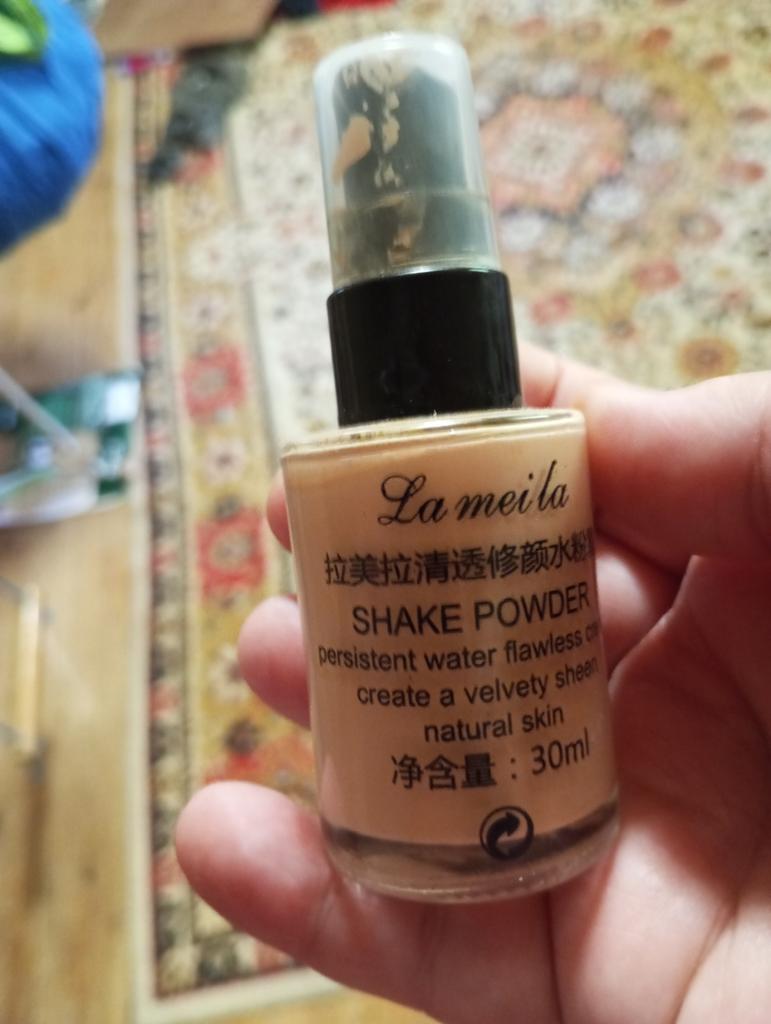 La meila
拉美拉清透修颜水粉
SHAKE POWDER
persistent water flawless
create a velvety sheen
natural skin
净含量：30ml